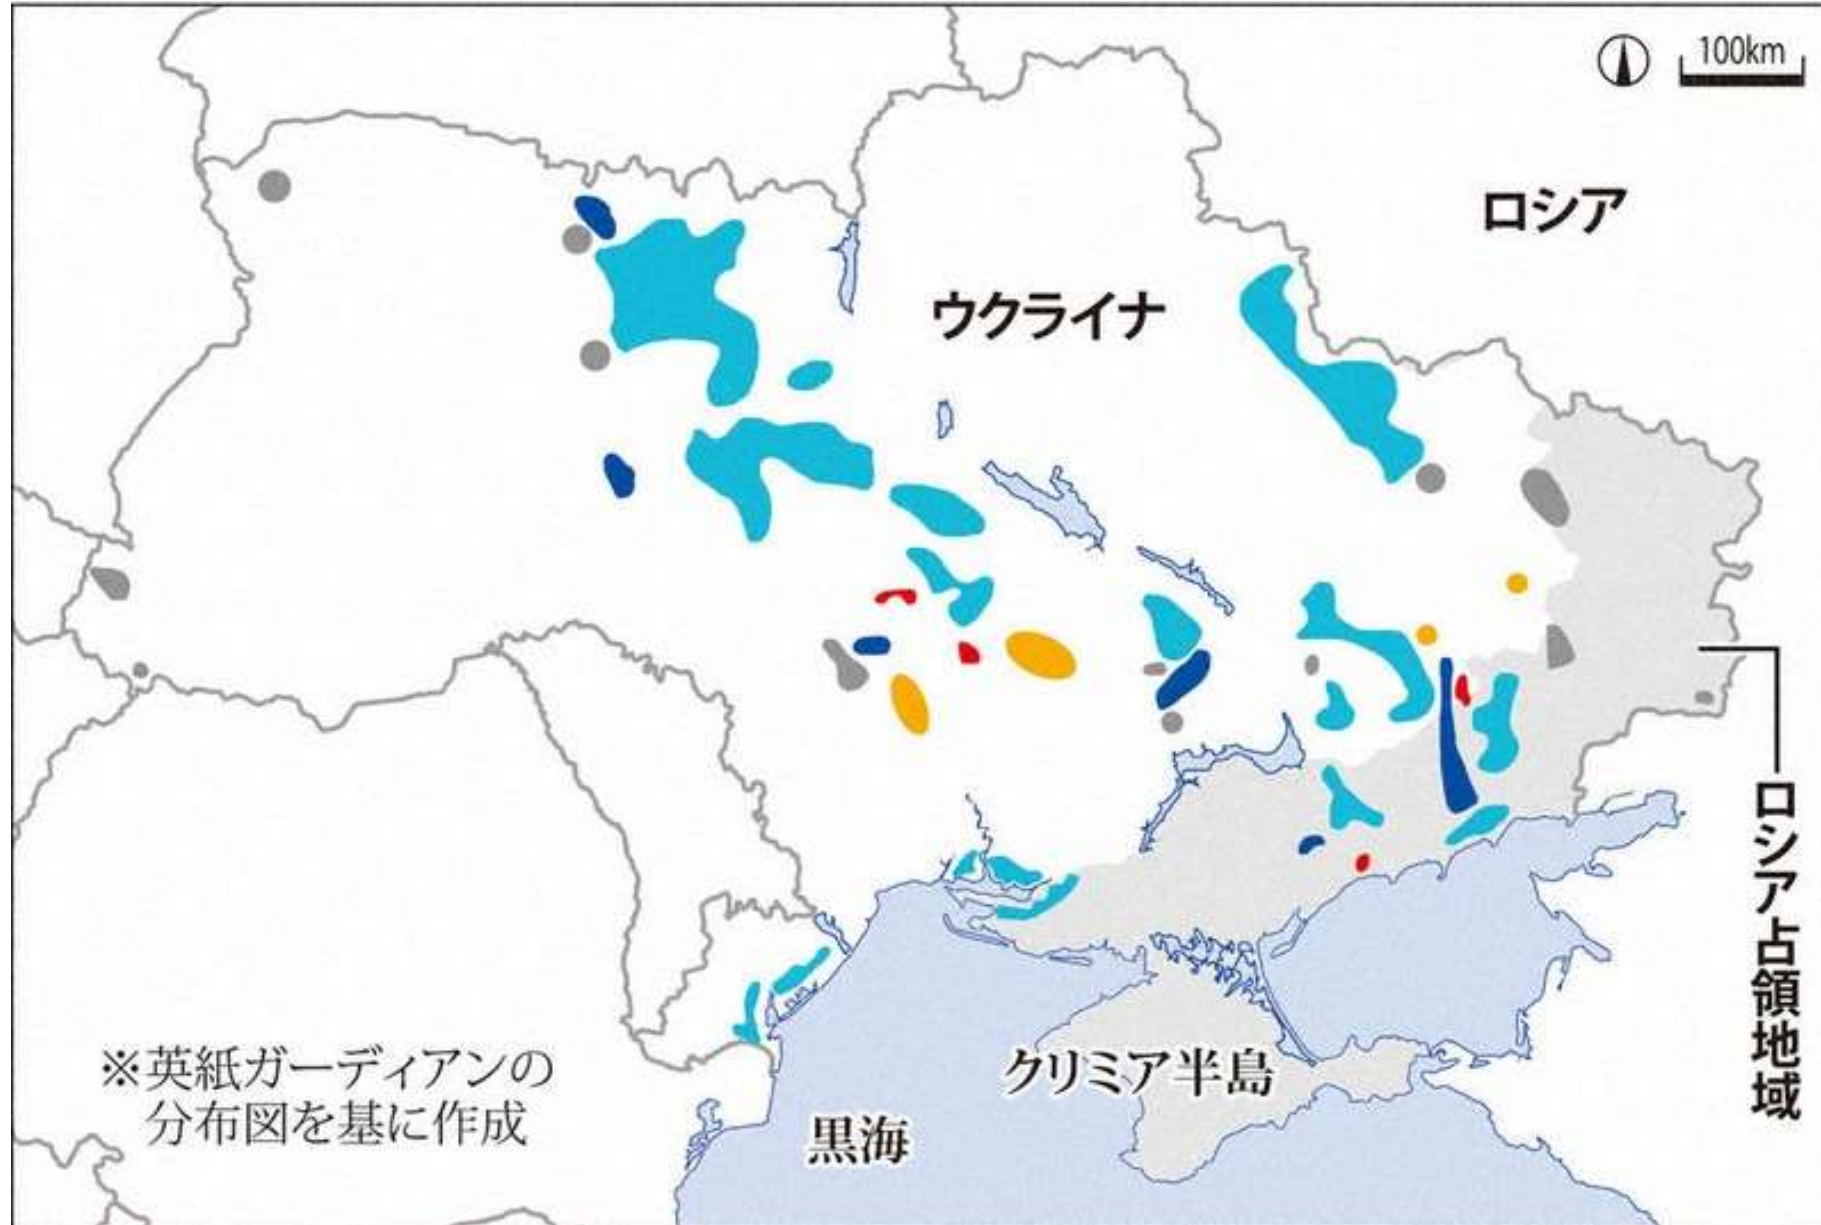 100km
ロシア
ウクライナ
ロシア占領地域
クリミア半島
黒海
※英紙ガーディアンの
分布図を基に作成